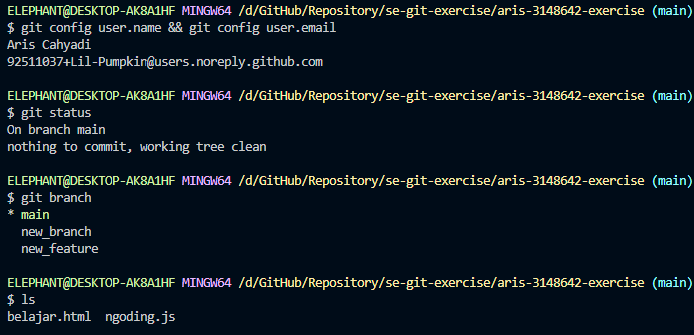 ELEPHANT@DESKTOP-AK8A1HF MINGW64 /d/GitHub/Repository/se-git-exercise/aris-3148642-exercise (main)
$ git config user.name && git config user.email
Aris Cahyadi
92511037+Lil-Pumpkin@users.noreply.github.com
ELEPHANT@DESKTOP-AK8A1HF MINGW64 /d/GitHub/Repository/se-git-exercise/aris-3148642-exercise (main)
$ git status
On branch main
nothing to commit, working tree clean
ELEPHANT@DESKTOP-AK8A1HF MINGW64 /d/GitHub/Repository/se-git-exercise/aris-3148642-exercise (main)
$ git branch
* main
  new_branch
  new_feature
ELEPHANT@DESKTOP-AK8A1HF MINGW64 /d/GitHub/Repository/se-git-exercise/aris-3148642-exercise (main)
$ ls
belajar.html  ngoding.js